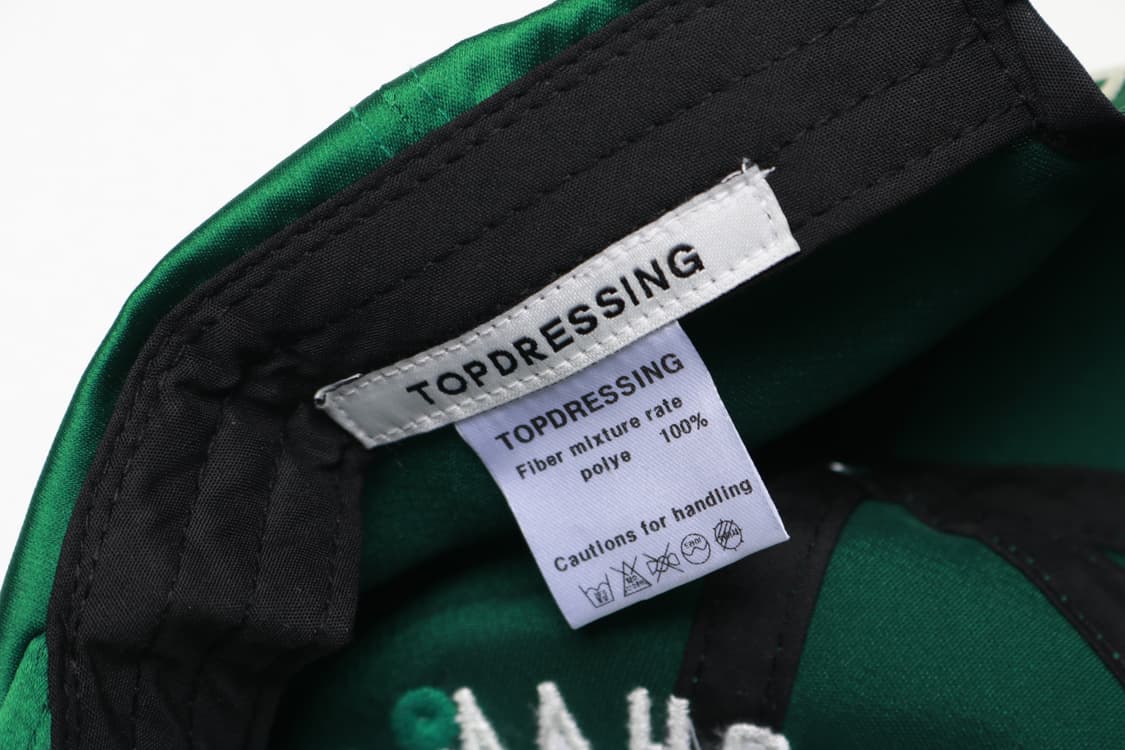 TOPDRESSING
TOPDRESSING
Fiber mixture rate
polye 100%
Cautions for handling